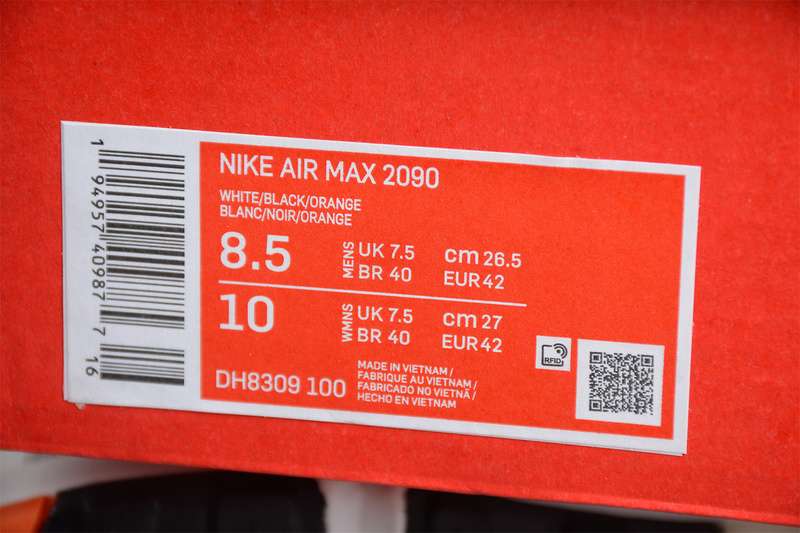 NIKE AIR MAX 2090
WHITE/BLACK/ORANGE
BLANC/NOIR/ORANGE
8.5 MENS UK 7.5 cm 26.5
BR 40 EUR 42
10 WMNS UK 7.5 cm 27
BR 40 EUR 42
DH8309 100
MADE IN VIETNAM /
FABRIQUE AU VIETNAM /
FABRICADO NO VIETNÃ /
HECHO EN VIETNAM
RFID
1 94957 40987 7 16